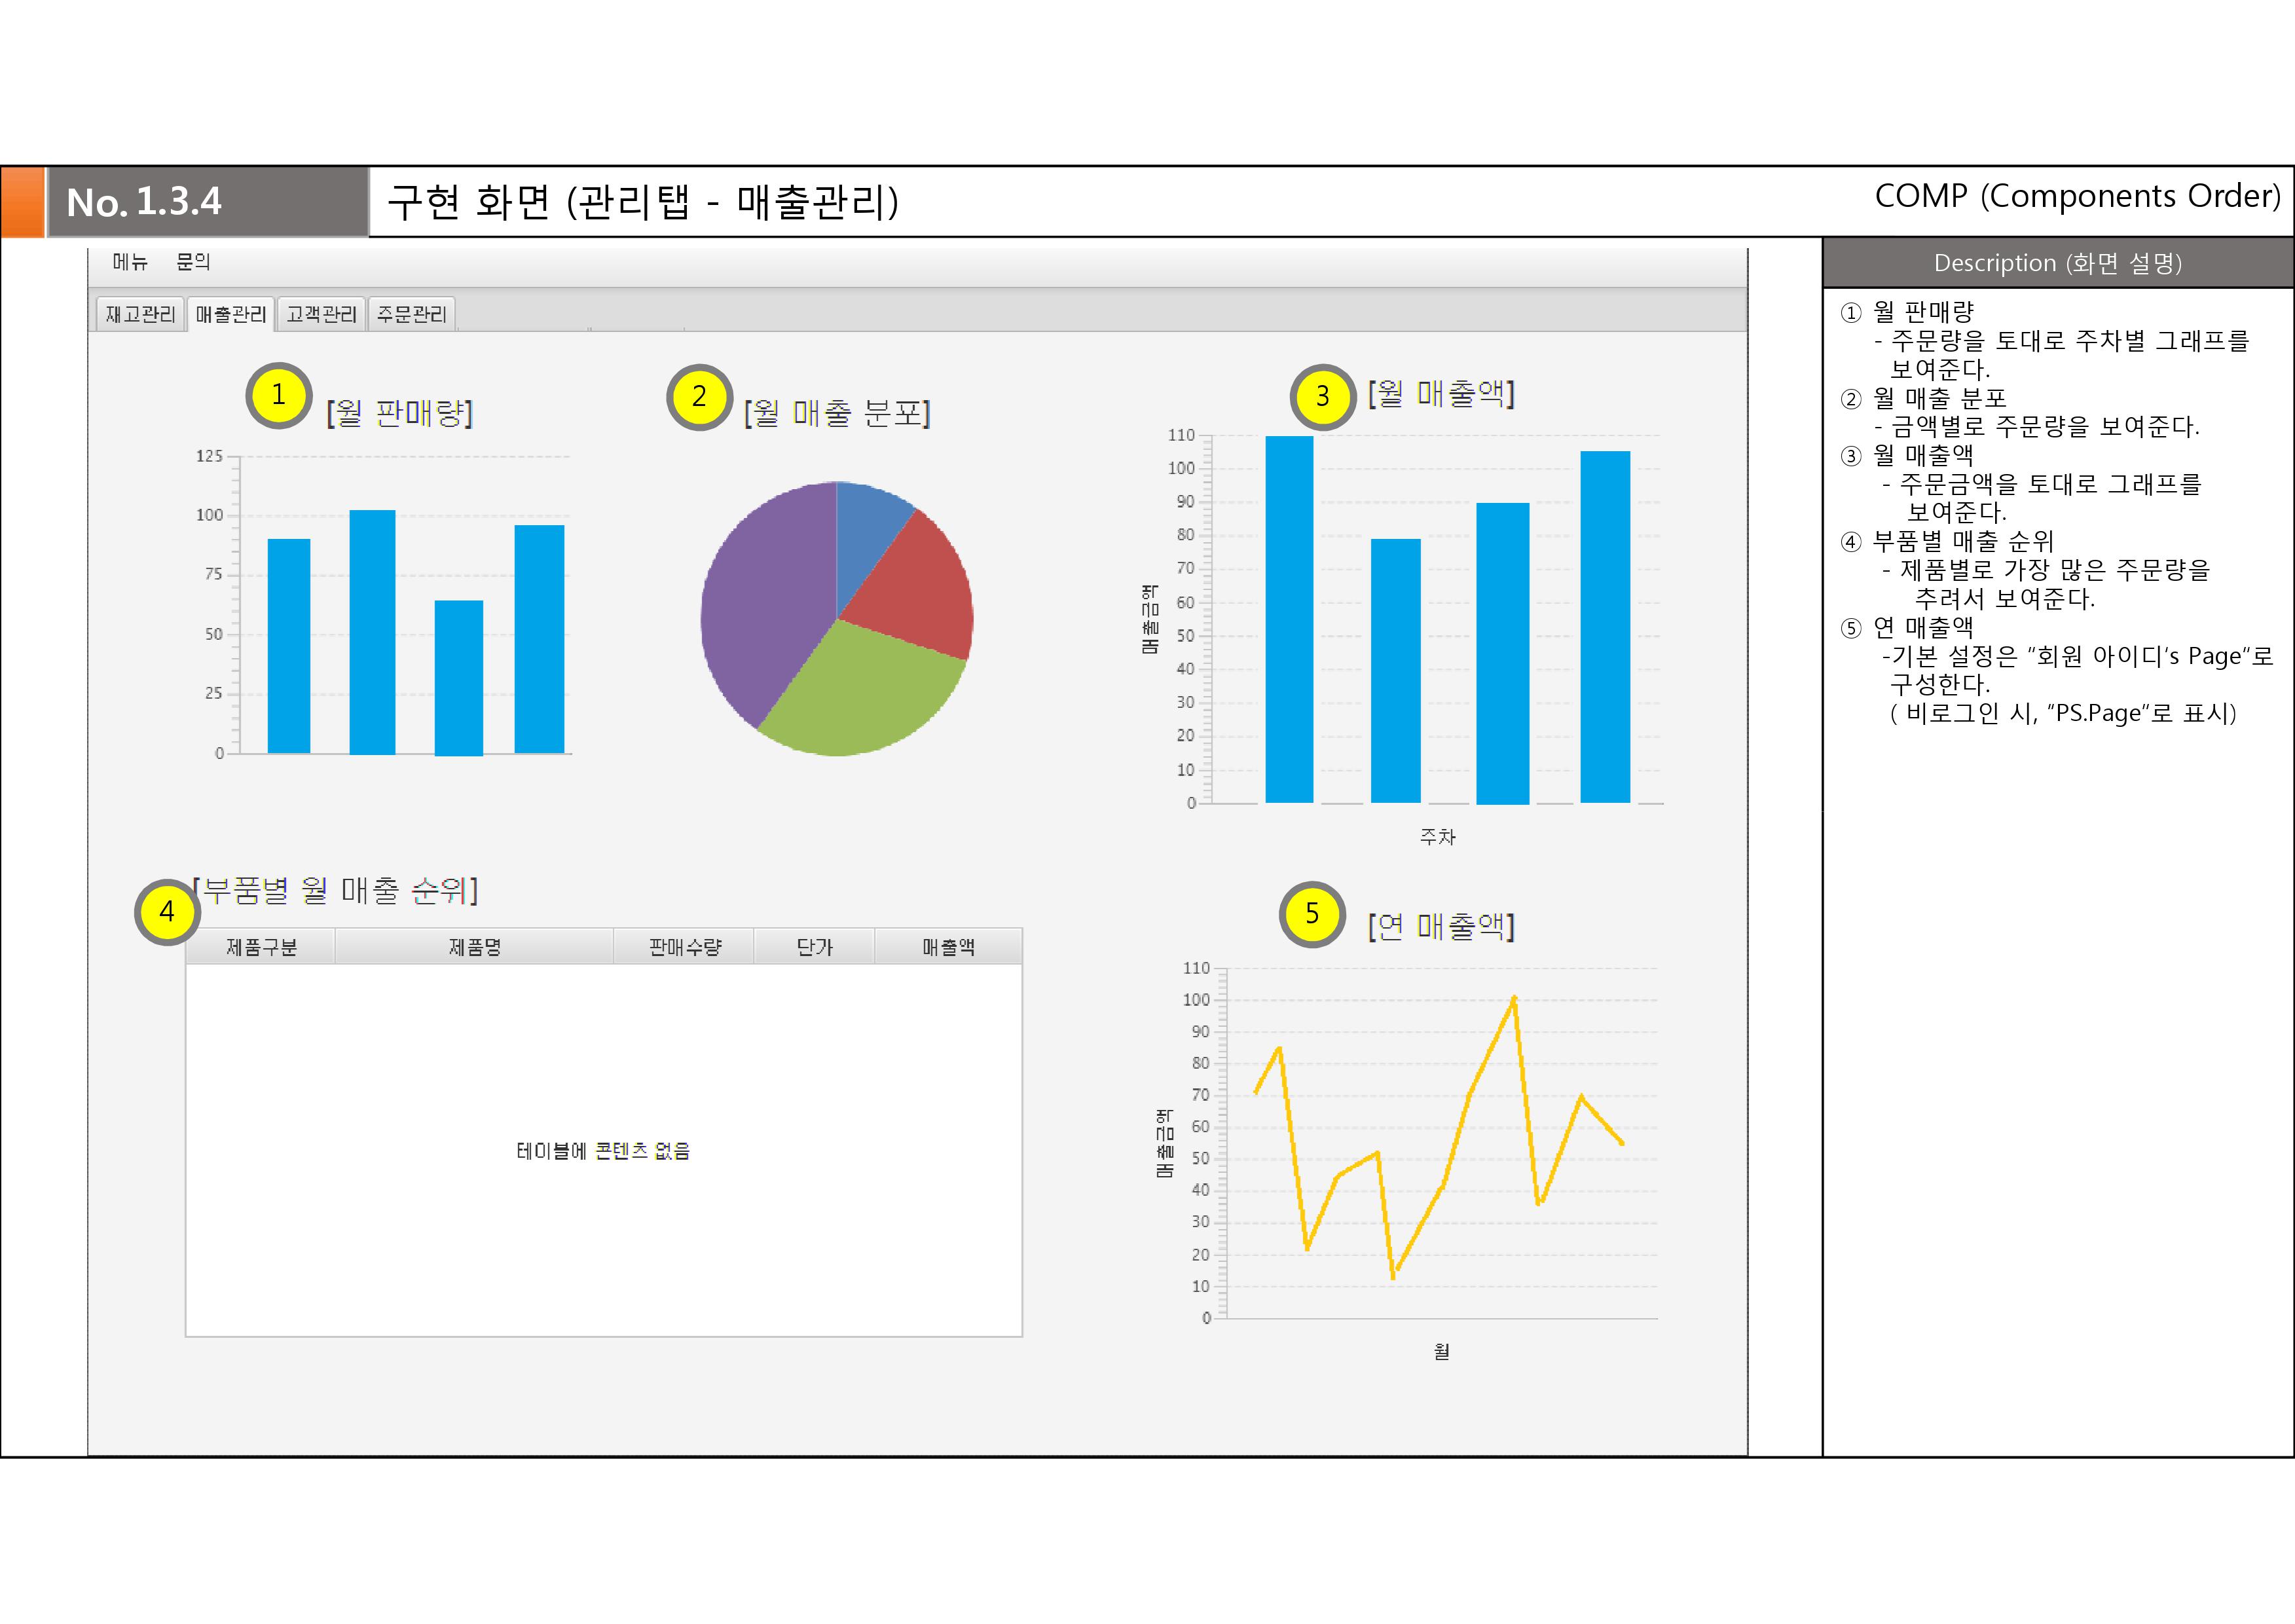 No. 1.3.4
구현 화면 (관리탭 - 매출관리)
COMP (Components Order)
메뉴 문의
재고관리 매출관리 고객관리 주문관리
1
[월 판매량]
125
100
75
50
25
0
2
[월 매출 분포]
3
[월 매출액]
110
100
90
80
70
60
50
40
30
20
10
0
매출금액
주차
4
[부품별 월 매출 순위]
제품구분 제품명 판매수량 단가 매출액
테이블에 콘텐츠 없음
5
[연 매출액]
110
100
90
80
70
60
50
40
30
20
10
0
매출금액
월
Description (화면 설명)
① 월 판매량
- 주문량을 토대로 주차별 그래프를
보여준다.
② 월 매출 분포
- 금액별로 주문량을 보여준다.
③ 월 매출액
- 주문금액을 토대로 그래프를
보여준다.
④ 부품별 매출 순위
- 제품별로 가장 많은 주문량을
추려서 보여준다.
⑤ 연 매출액
-기본 설정은 “회원 아이디‘s Page“로
구성한다.
( 비로그인 시, “PS.Page“로 표시)